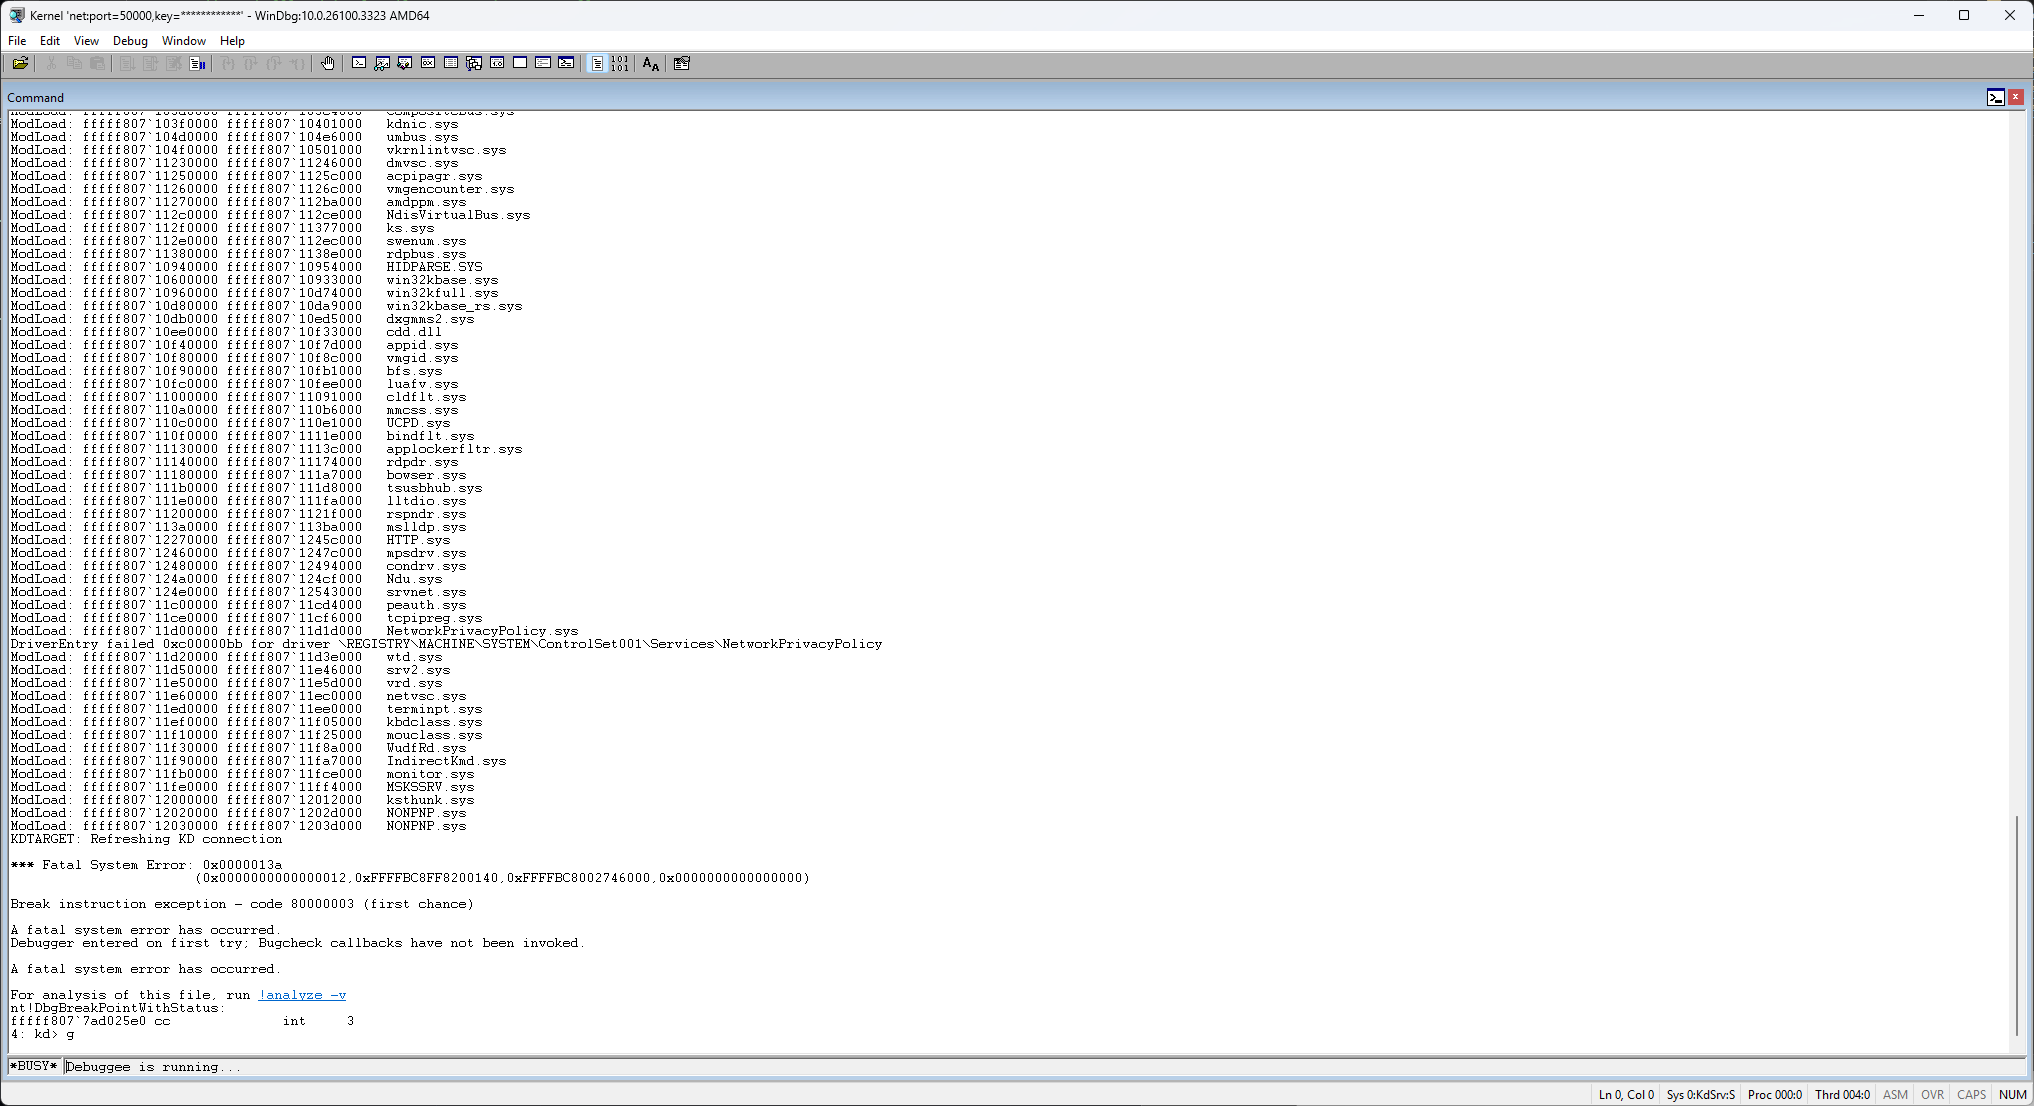 Kernel 'net:port=50000,key=************' - WinDbg:10.0.26100.3323 AMD64
File Edit View Debug Window Help
Command
ModLoad: fffff807`103f0000 fffff807`10401000 kdnic.sys
ModLoad: fffff807`104d0000 fffff807`104e6000 umbus.sys
ModLoad: fffff807`104f0000 fffff807`10501000 vkrnlintvsc.sys
ModLoad: fffff807`11230000 fffff807`11246000 dmvsc.sys
ModLoad: fffff807`11250000 fffff807`1125c000 acpipagr.sys
ModLoad: fffff807`11260000 fffff807`1126c000 vmgencounter.sys
ModLoad: fffff807`11270000 fffff807`112ba000 amdppm.sys
ModLoad: fffff807`112c0000 fffff807`112ce000 NdisVirtualBus.sys
ModLoad: fffff807`112f0000 fffff807`11377000 ks.sys
ModLoad: fffff807`112e0000 fffff807`112ec000 swenum.sys
ModLoad: fffff807`11380000 fffff807`1138e000 rdpbus.sys
ModLoad: fffff807`10940000 fffff807`10954000 HIDPARSE.SYS
ModLoad: fffff807`10600000 fffff807`10933000 win32kbase.sys
ModLoad: fffff807`10960000 fffff807`10d74000 win32kfull.sys
ModLoad: fffff807`10d80000 fffff807`10da9000 win32kbase_rs.sys
ModLoad: fffff807`10db0000 fffff807`10ed5000 dxgmms2.sys
ModLoad: fffff807`10ee0000 fffff807`10f33000 cdd.dll
ModLoad: fffff807`10f40000 fffff807`10f7d000 appid.sys
ModLoad: fffff807`10f80000 fffff807`10f8c000 vmgid.sys
ModLoad: fffff807`10f90000 fffff807`10fb1000 bfs.sys
ModLoad: fffff807`10fc0000 fffff807`10fee000 luafv.sys
ModLoad: fffff807`11000000 fffff807`11091000 cldflt.sys
ModLoad: fffff807`110a0000 fffff807`110b6000 mmcss.sys
ModLoad: fffff807`110c0000 fffff807`110e1000 UCPD.sys
ModLoad: fffff807`110f0000 fffff807`1111e000 bindflt.sys
ModLoad: fffff807`11130000 fffff807`1113c000 applockerfltr.sys
ModLoad: fffff807`11140000 fffff807`11174000 rdpdr.sys
ModLoad: fffff807`11180000 fffff807`111a7000 bowser.sys
ModLoad: fffff807`111b0000 fffff807`111d8000 tsusbhub.sys
ModLoad: fffff807`111e0000 fffff807`111fa000 lltdio.sys
ModLoad: fffff807`11200000 fffff807`1121f000 rspndr.sys
ModLoad: fffff807`113a0000 fffff807`113ba000 mslldp.sys
ModLoad: fffff807`12270000 fffff807`1245c000 HTTP.sys
ModLoad: fffff807`12460000 fffff807`1247c000 mpsdrv.sys
ModLoad: fffff807`12480000 fffff807`12494000 condrv.sys
ModLoad: fffff807`124a0000 fffff807`124cf000 Ndu.sys
ModLoad: fffff807`124e0000 fffff807`12543000 srvnet.sys
ModLoad: fffff807`11c00000 fffff807`11cd4000 peauth.sys
ModLoad: fffff807`11ce0000 fffff807`11cf6000 tcpipreg.sys
ModLoad: fffff807`11d00000 fffff807`11d1d000 NetworkPrivacyPolicy.sys
DriverEntry failed 0xc00000bb for driver \REGISTRY\MACHINE\SYSTEM\ControlSet001\Services\NetworkPrivacyPolicy
ModLoad: fffff807`11d20000 fffff807`11d3e000 wtd.sys
ModLoad: fffff807`11d50000 fffff807`11e46000 srv2.sys
ModLoad: fffff807`11e50000 fffff807`11e5d000 vrd.sys
ModLoad: fffff807`11e60000 fffff807`11ec0000 netvsc.sys
ModLoad: fffff807`11ed0000 fffff807`11ee0000 terminpt.sys
ModLoad: fffff807`11ef0000 fffff807`11f05000 kbdclass.sys
ModLoad: fffff807`11f10000 fffff807`11f25000 mouclass.sys
ModLoad: fffff807`11f30000 fffff807`11f8a000 WudfRd.sys
ModLoad: fffff807`11f90000 fffff807`11fa7000 IndirectKmd.sys
ModLoad: fffff807`11fb0000 fffff807`11fce000 monitor.sys
ModLoad: fffff807`11fe0000 fffff807`11ff4000 MSKSSRV.sys
ModLoad: fffff807`12000000 fffff807`12012000 ksthunk.sys
ModLoad: fffff807`12020000 fffff807`1202d000 NONPNP.sys
ModLoad: fffff807`12030000 fffff807`1203d000 NONPNP.sys
KDTARGET: Refreshing KD connection
*** Fatal System Error: 0x0000013a
(0x0000000000000012,0xFFFFBC8FF8200140,0xFFFFBC8002746000,0x0000000000000000)
Break instruction exception - code 80000003 (first chance)
A fatal system error has occurred.
Debugger entered on first try; Bugcheck callbacks have not been invoked.
A fatal system error has occurred.
For analysis of this file, run !analyze -v
nt!DbgBreakPointWithStatus:
fffff807`7ad025e0 cc int 3
4: kd> g
*BUSY* Debuggee is running...
Ln 0, Col 0 Sys 0:KdSrv:S Proc 000:0 Thrd 004:0 ASM OVR CAPS NUM